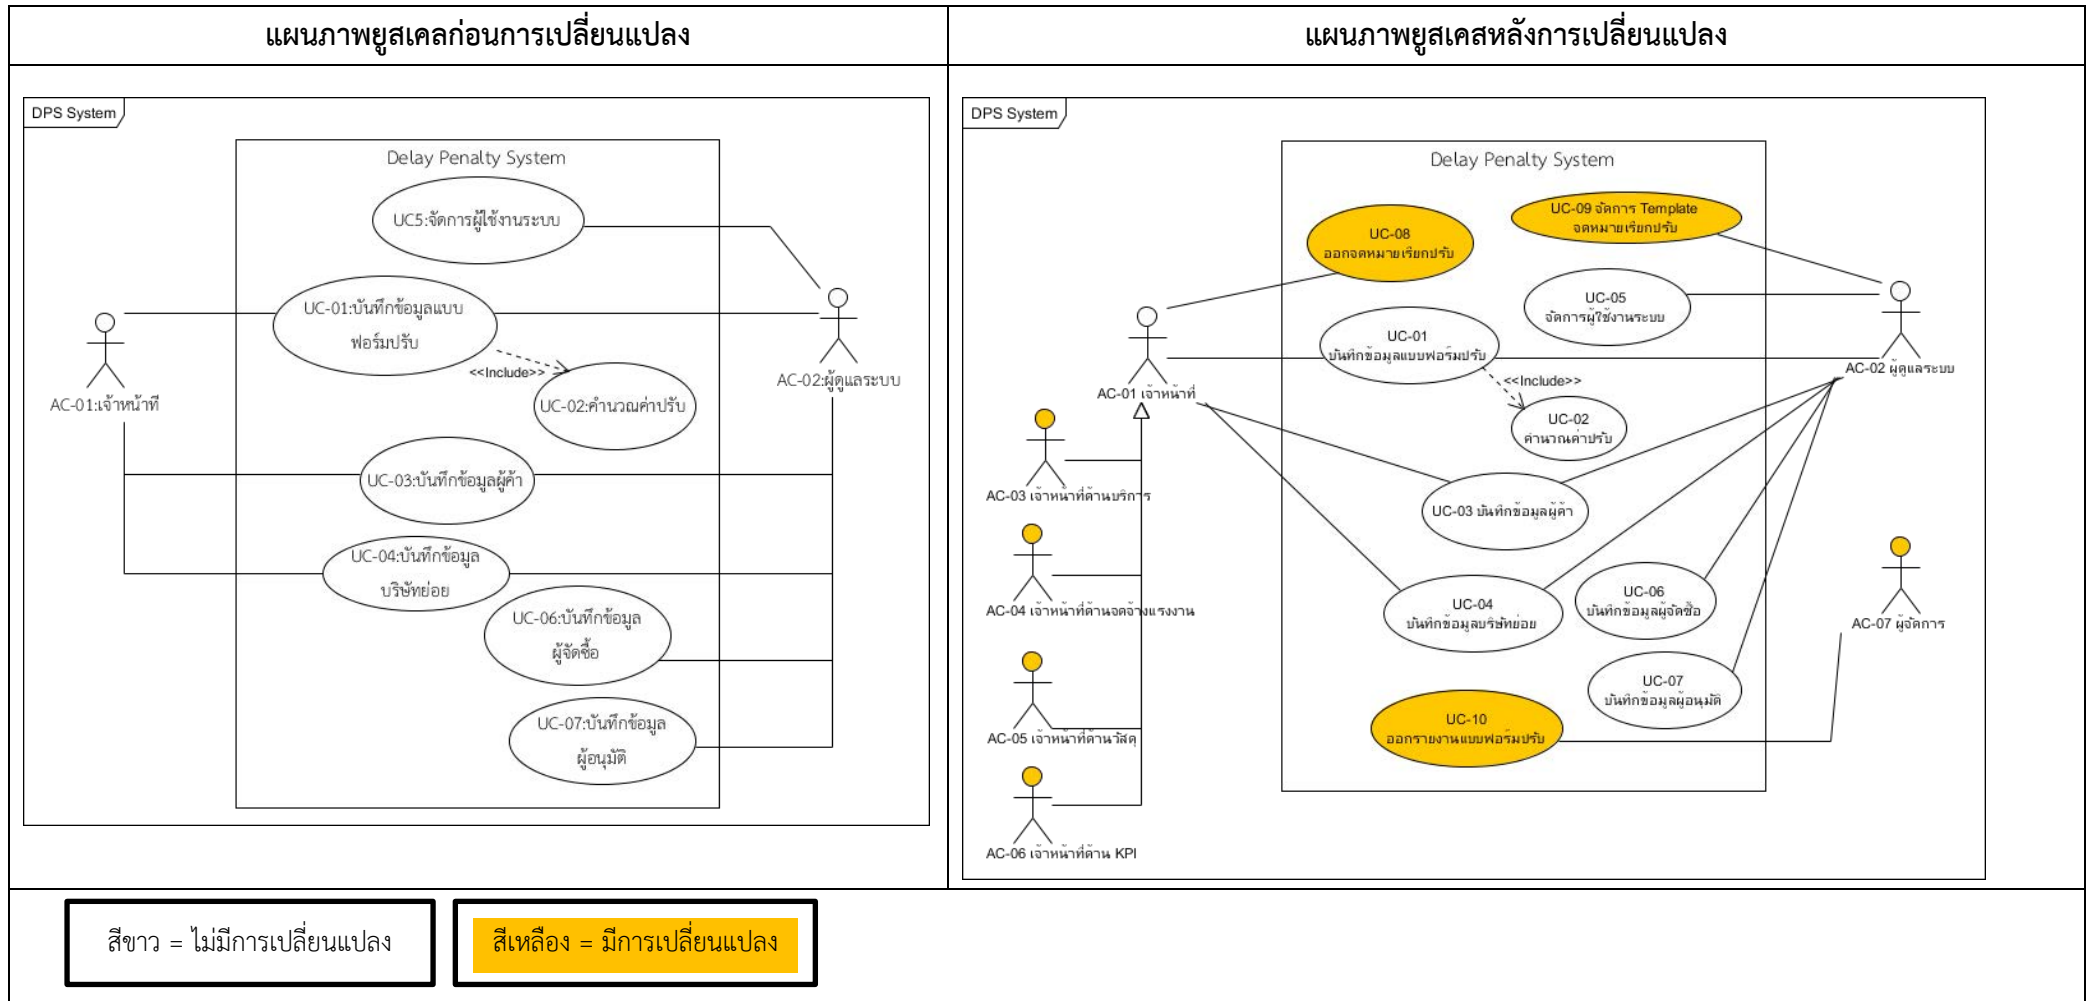 แผนภาพยูสเคลก่อนการเปลี่ยนแปลง
แผนภาพยูสเคสหลังการเปลี่ยนแปลง
DPS System
Delay Penalty System
UC5:จัดการผู้ใช้งานระบบ
UC-01:บันทึกข้อมูลแบบ
ฟอร์มปรับ
<<Include>>
UC-02:คำนวณค่าปรับ
AC-01:เจ้าหน้าที
AC-02:ผู้ดูแลระบบ
UC-03:บันทึกข้อมูลผู้ค้า
UC-04:บันทึกข้อมูล
บริษัทย่อย
UC-06:บันทึกข้อมูล
ผู้จัดซื้อ
UC-07:บันทึกข้อมูล
ผู้อนุมัติ
DPS System
Delay Penalty System
UC-09 จัดการ Template
จดหมายเรียกปรับ
UC-08
ออกจดหมายเรียกปรับ
UC-05
จัดการผู้ใช้งานระบบ
UC-01
บันทึกข้อมูลแบบฟอร์มปรับ
<<Include>>
UC-02
คำนวณค่าปรับ
AC-01 เจ้าหน้าที่
AC-02 ผู้ดูแลระบบ
AC-03 เจ้าหน้าที่ด้านบริการ
UC-03 บันทึกข้อมูลผู้ค้า
AC-04 เจ้าหน้าที่ด้านจดจ้างแรงงาน
UC-04
บันทึกข้อมูลบริษัทย่อย
UC-06
บันทึกข้อมูลผู้จัดซื้อ
AC-07 ผู้จัดการ
UC-07
บันทึกข้อมูลผู้อนุมัติ
AC-05 เจ้าหน้าที่ด้านวัสดุ
UC-10
ออกรายงานแบบฟอร์มปรับ
AC-06 เจ้าหน้าที่ด้าน KPI
สีขาว = ไม่มีการเปลี่ยนแปลง
สีเหลือง = มีการเปลี่ยนแปลง